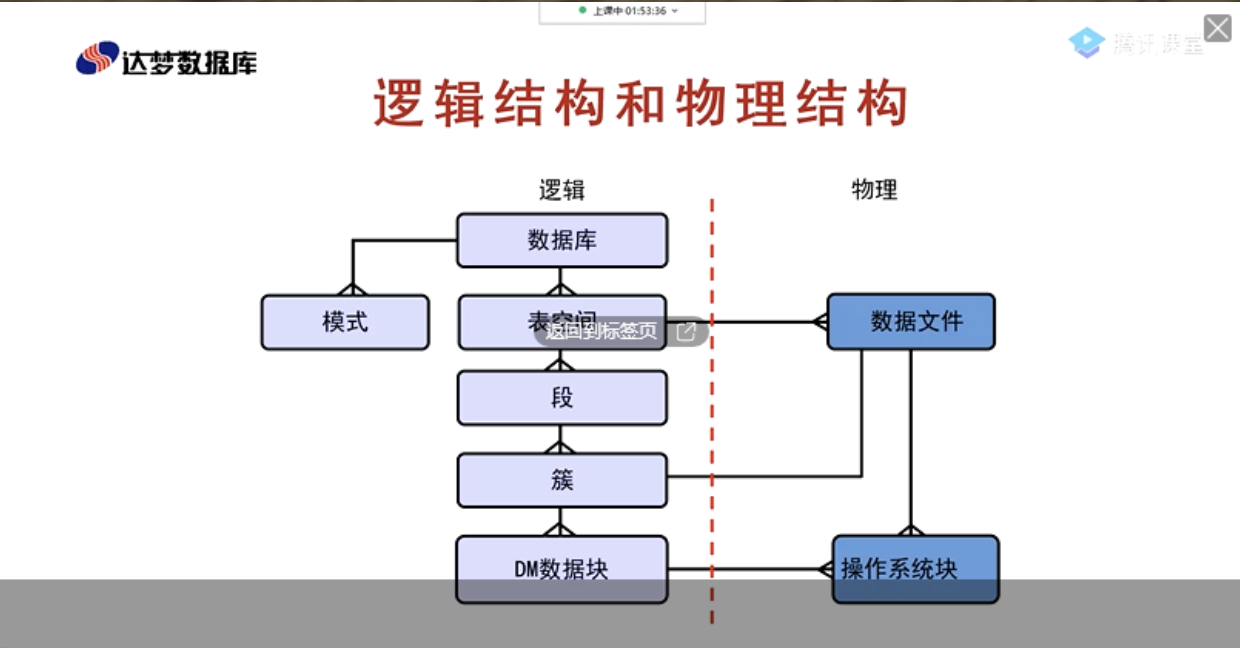 上课中 01:53:36
达梦数据库
腾讯课堂
逻辑结构和物理结构
逻辑
物理
数据库
模式
表空间
数据文件
返回到标签页
段
簇
DM数据块
操作系统块